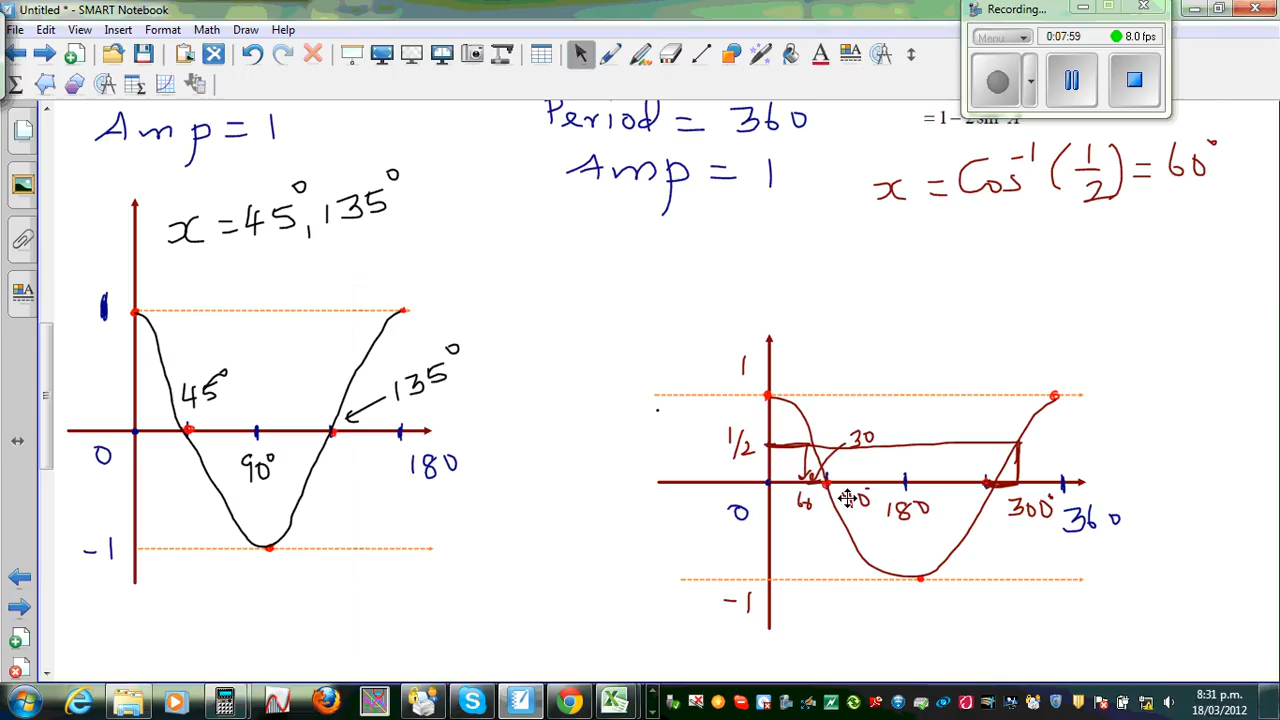 Untitled * - SMART Notebook
File Edit View Insert Format Math Draw Help
Recording...
Menu 00:07:59 8.0 fps
Amp = 1
Period = 360
Amp = 1
x = Cos⁻¹ (1/2) = 60°
x = 45°, 135°
1
45°
135°
0
90°
180
-1
1
1/2
30
60
0
180
300°
360
-1
8:31 p.m.
18/03/2012